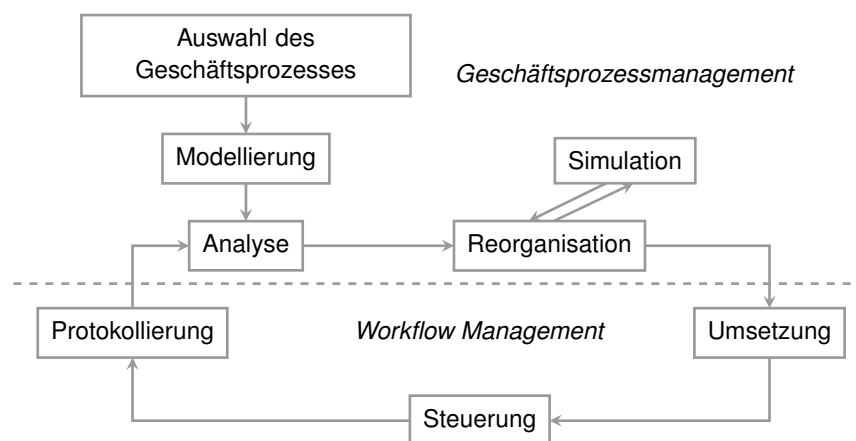 Auswahl des
Geschäftsprozesses
Geschäftsprozessmanagement
Modellierung
Simulation
Analyse
Reorganisation
Protokollierung
Workflow Management
Umsetzung
Steuerung